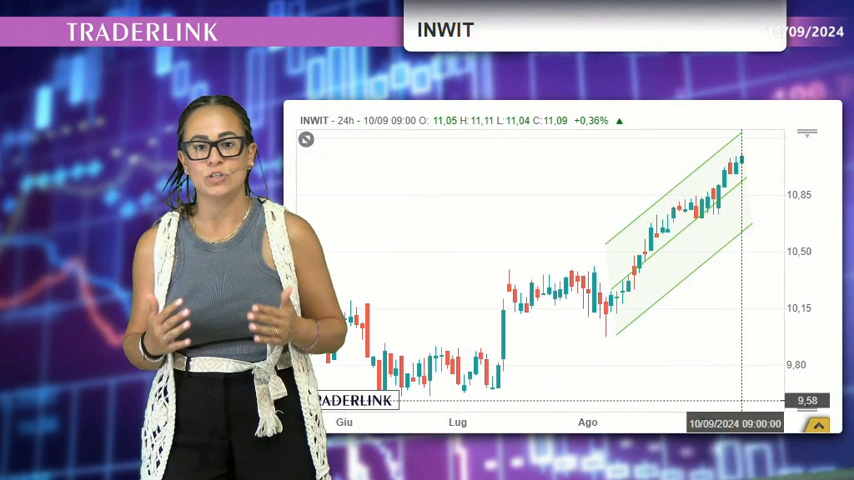 TRADERLINK
INWIT
/09/2024
INWIT - 24h - 10/09 09:00 O: 11,05 H:11,11 L:11,04 C:11,09 +0,36% ▲
10,85
10,50
10,15
9,80
9,58
RADERLINK
Giu
Lug
Ago
10/09/2024 09:00:00